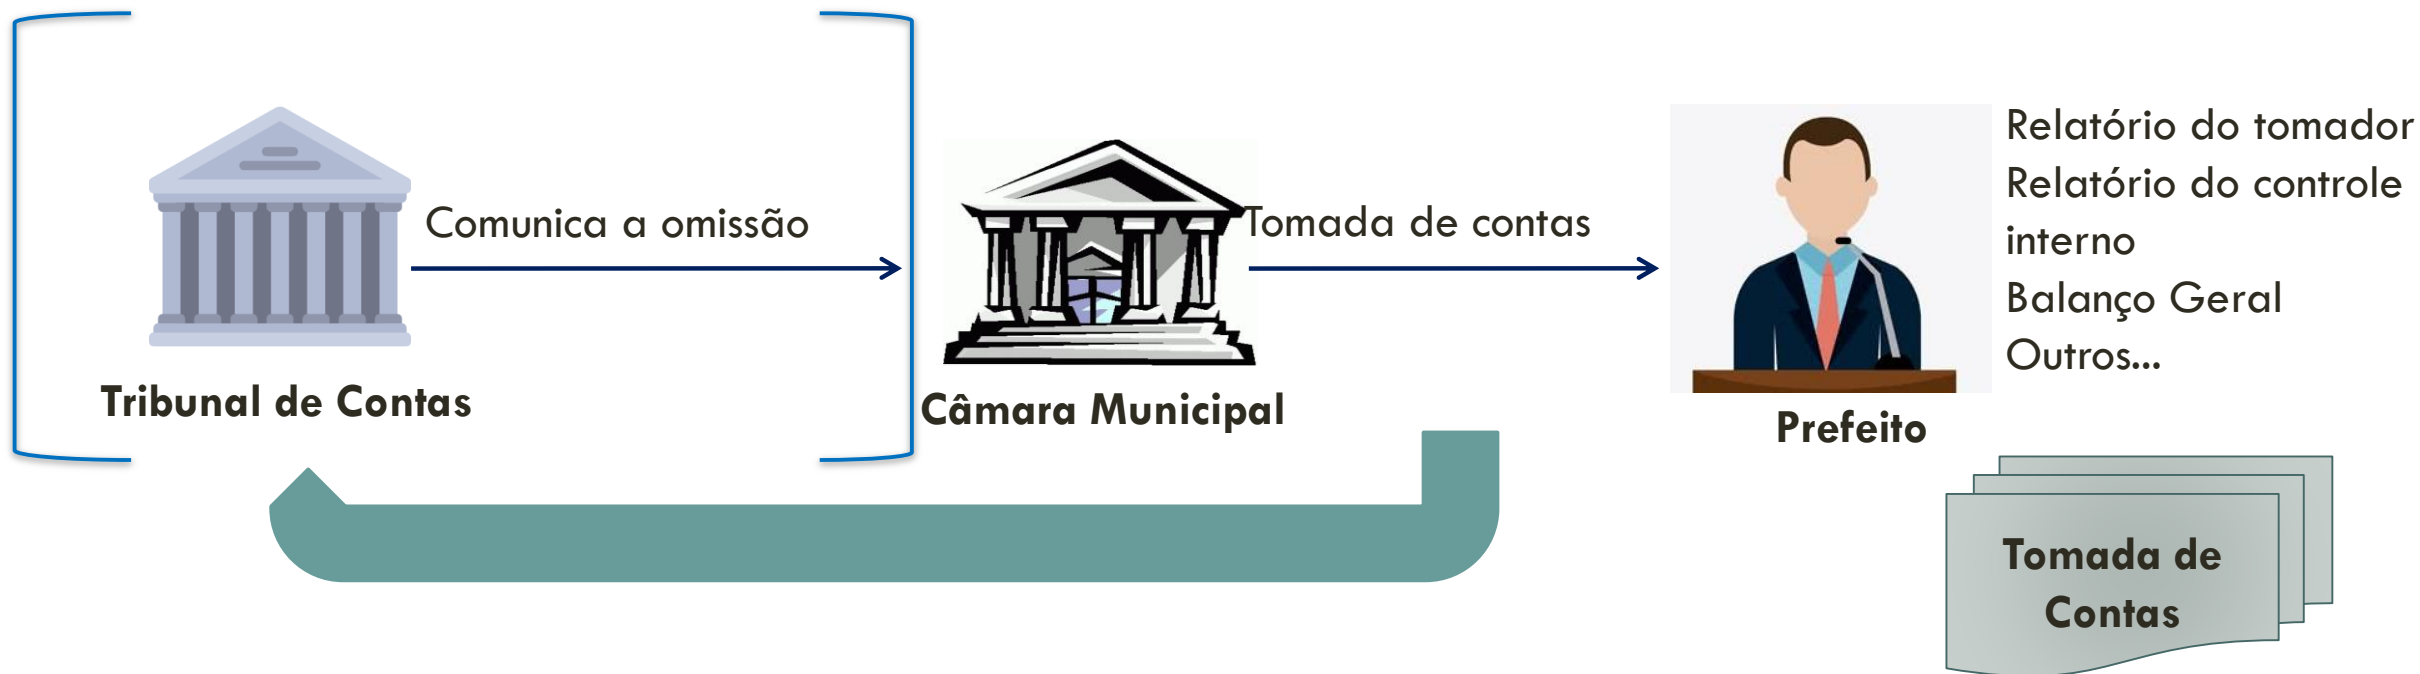 Comunica a omissão
Tribunal de Contas
Tomada de contas
Câmara Municipal
Prefeito
Relatório do tomador
Relatório do controle
interno
Balanço Geral
Outros...
Tomada de
Contas